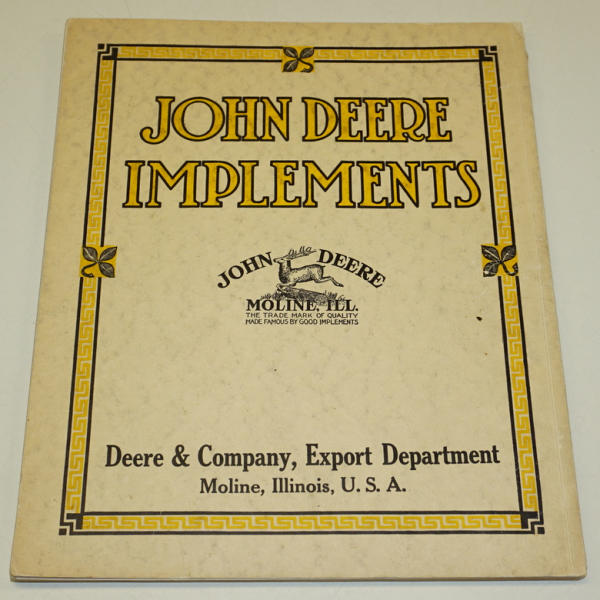 JOHN DEERE
IMPLEMENTS
JOHN DEERE
MOLINE, ILL.
THE TRADE MARK OF QUALITY
MADE FAMOUS BY GOOD IMPLEMENTS
Deere & Company, Export Department
Moline, Illinois, U. S. A.